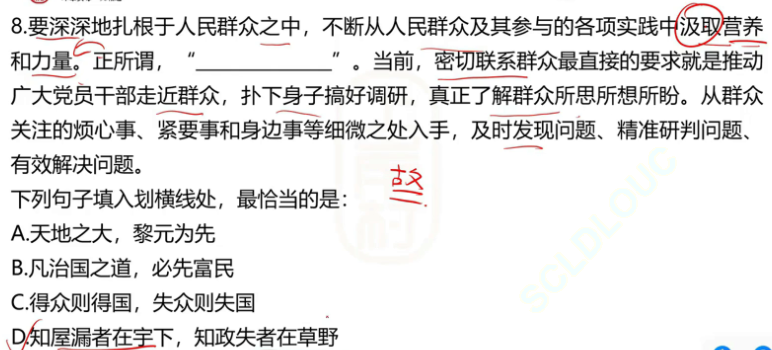 8.要深深地扎根于人民群众之中，不断从人民群众及其参与的各项实践中汲取营养
和力量。正所谓，“______________”。当前，密切联系群众最直接的要求就是推动
广大党员干部走近群众，扑下身子搞好调研，真正了解群众所思所想所盼。从群众
关注的烦心事、紧要事和身边事等细微之处入手，及时发现问题、精准研判问题、
有效解决问题。
下列句子填入划横线处，最恰当的是：
A.天地之大，黎元为先
B.凡治国之道，必先富民
C.得众则得国，失众则失国
D.知屋漏者在宇下，知政失者在草野
SCLDLOUC